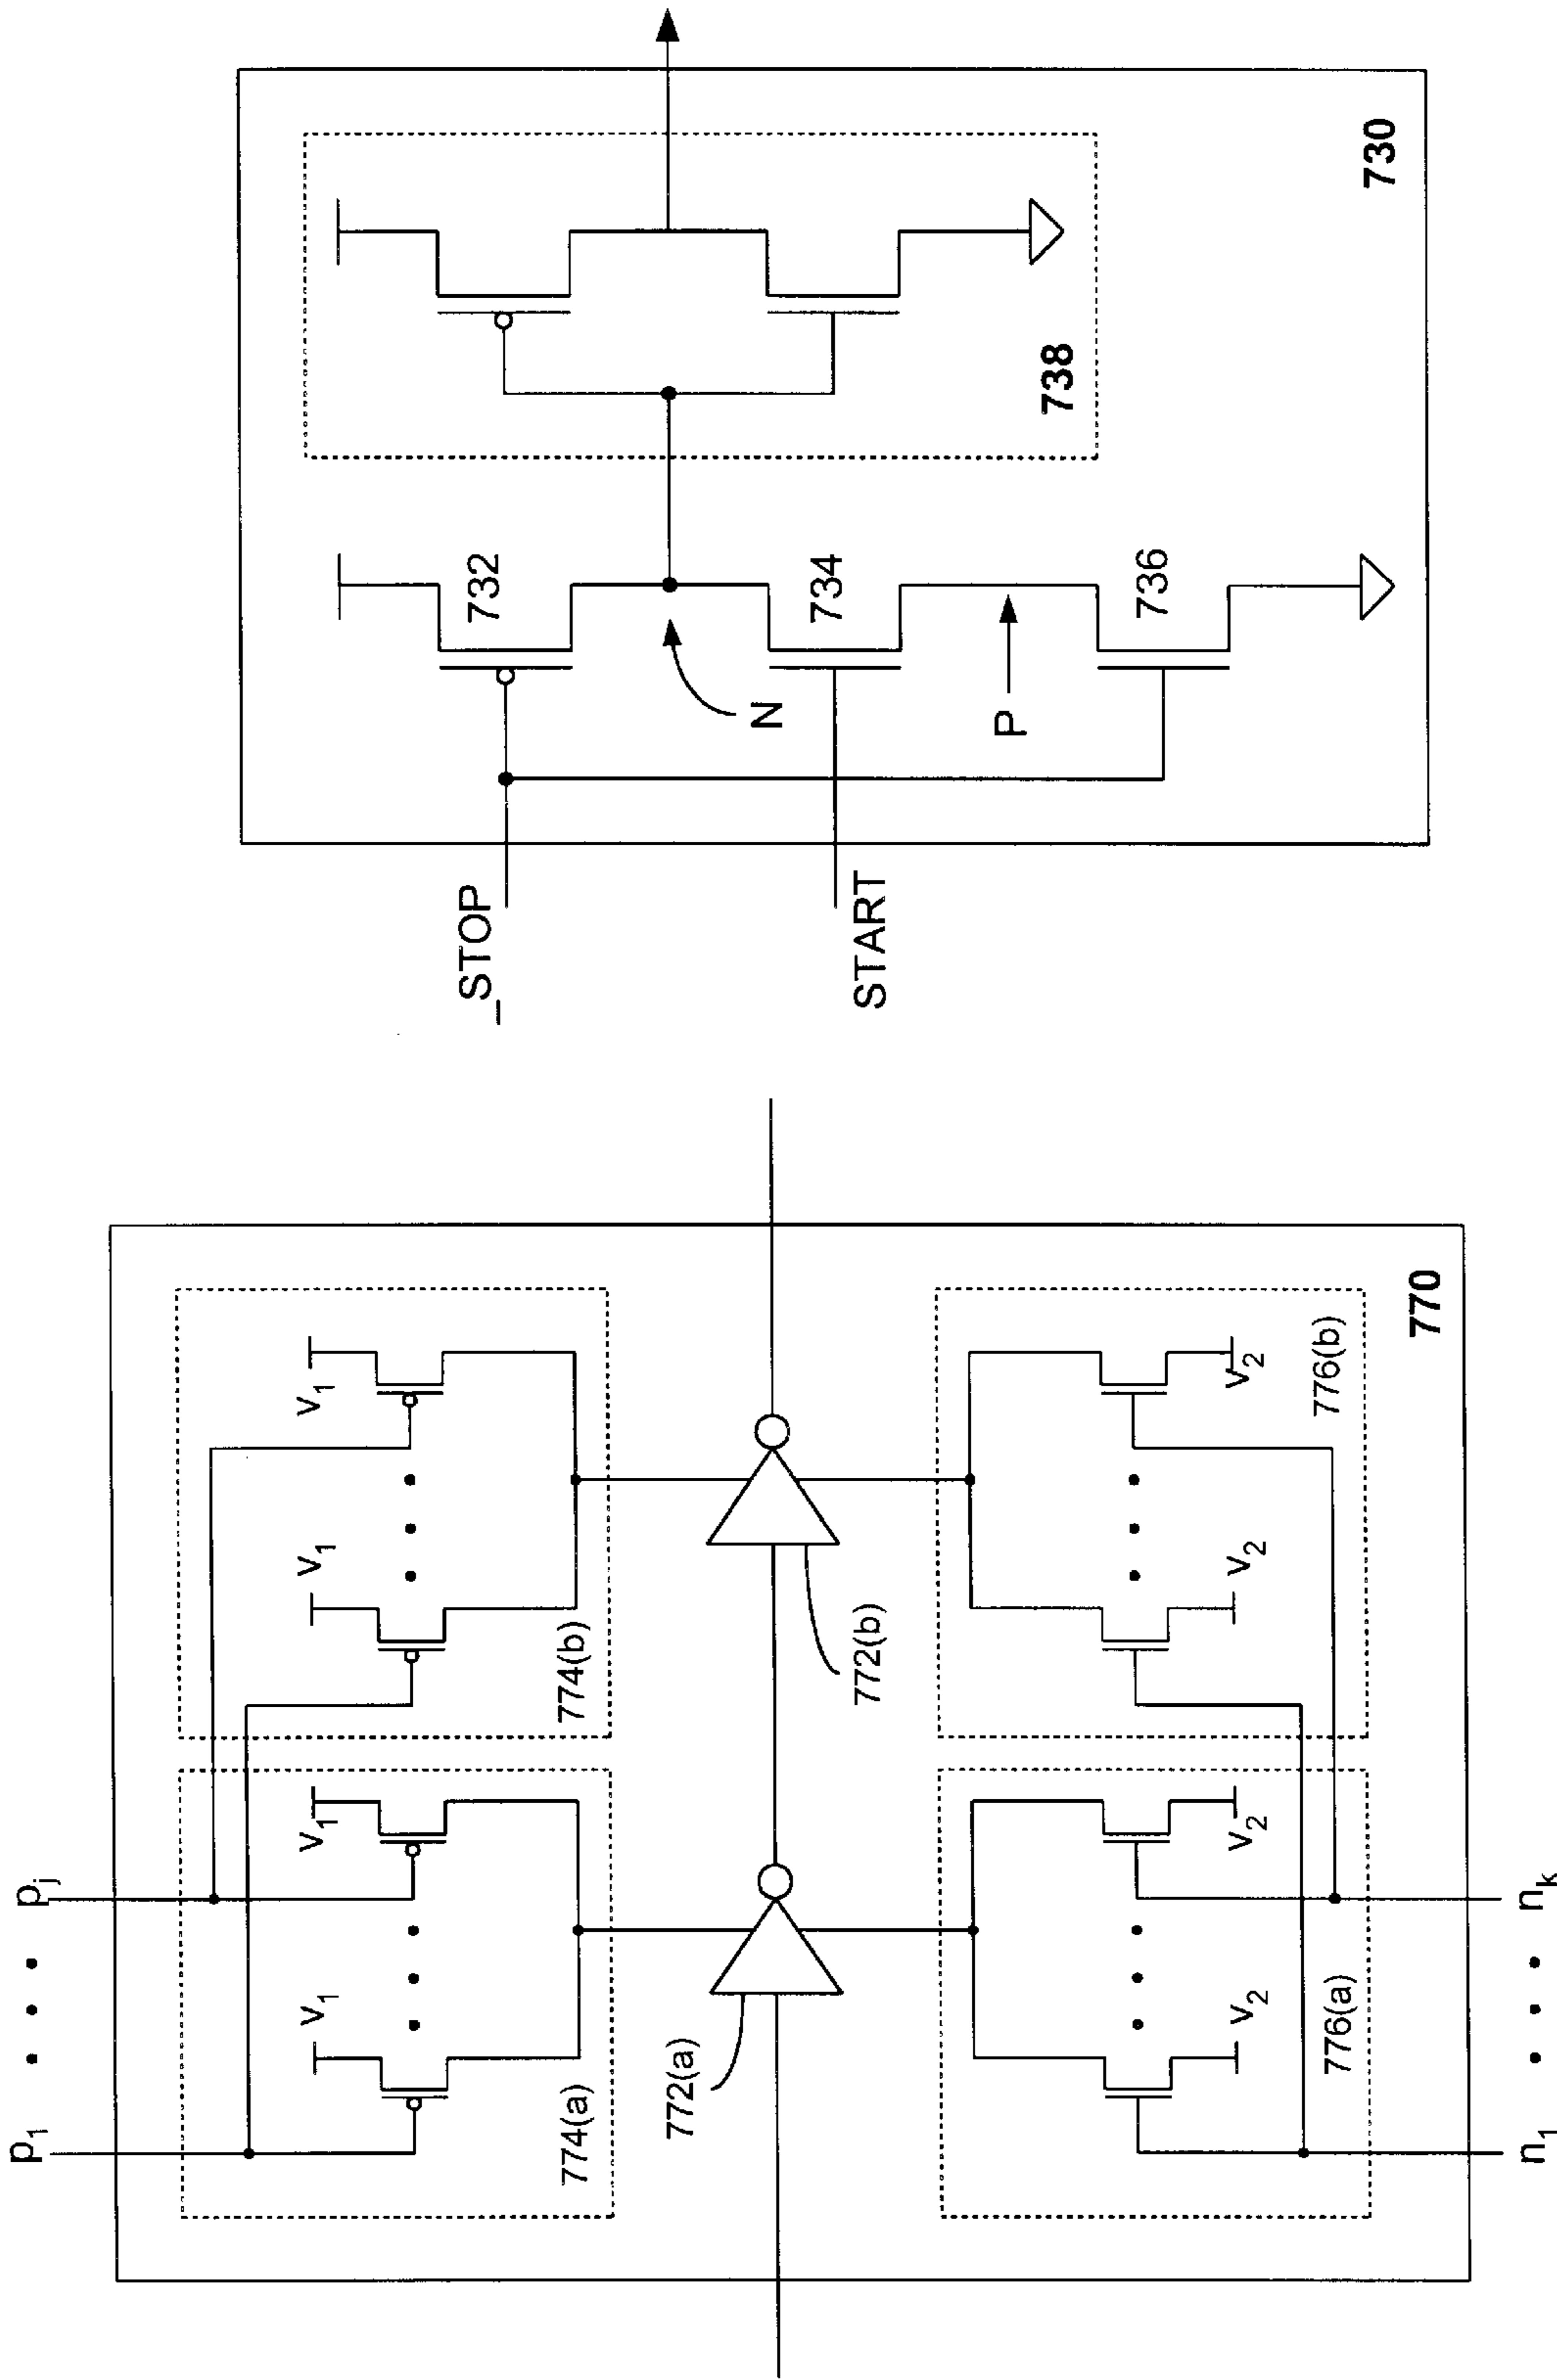 _STOP
START
732
734
736
N
P
738
730
p1 • • • pj
V1
V1
V1
V1
774(a)
774(b)
772(a)
772(b)
V2
V2
V2
V2
776(a)
776(b)
770
n1 • • • nk